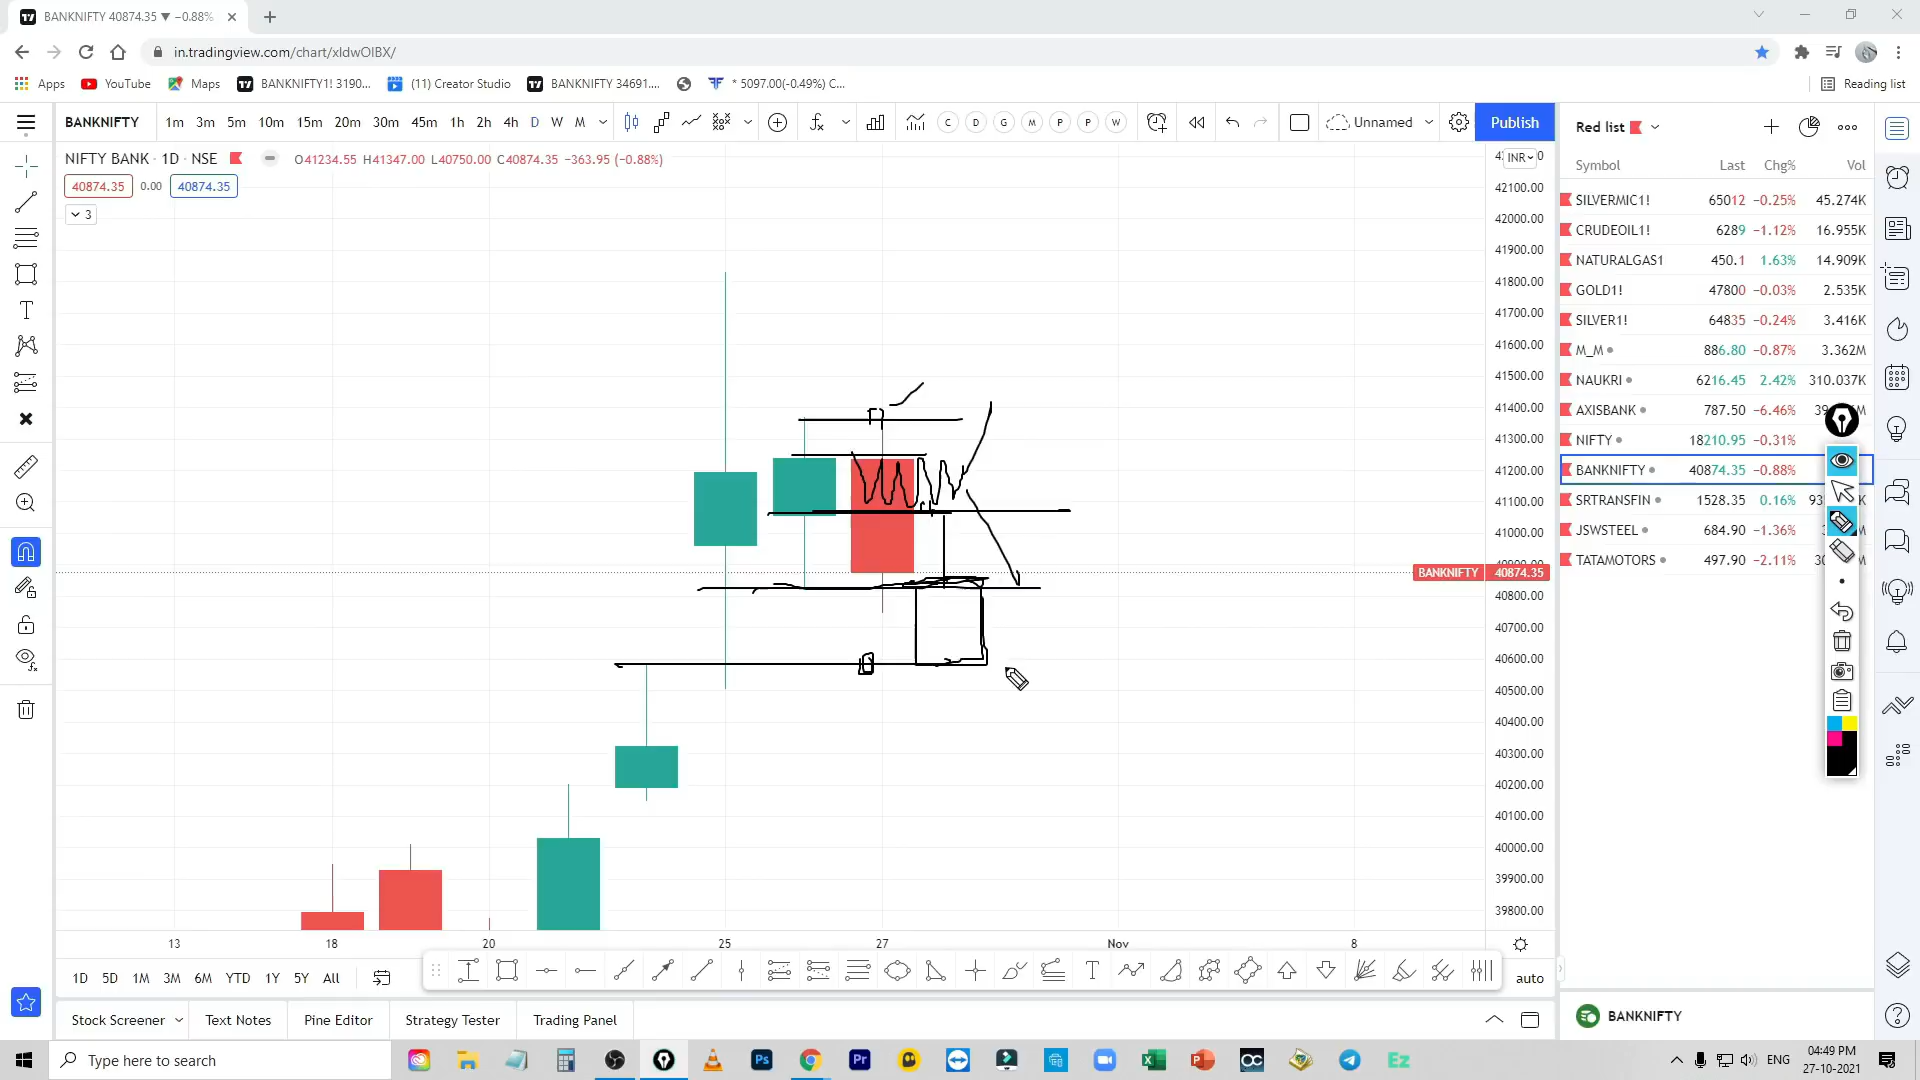 BANKNIFTY 40874.35 ▼ −0.88%
in.tradingview.com/chart/xIdwOIBX/
Apps YouTube Maps BANKNIFTY1! 3190... (11) Creator Studio BANKNIFTY 34691.... * 5097.00(-0.49%) C... Reading list
BANKNIFTY 1m 3m 5m 10m 15m 20m 30m 45m 1h 2h 4h D W M C D G M P P W Unnamed Publish
NIFTY BANK · 1D · NSE O41234.55 H41347.00 L40750.00 C40874.35 −363.95 (−0.88%)
40874.35 0.00 40874.35
3
INR
42100.00
42000.00
41900.00
41800.00
41700.00
41600.00
41500.00
41400.00
41300.00
41200.00
41100.00
41000.00
BANKNIFTY 40874.35
40800.00
40700.00
40600.00
40500.00
40400.00
40300.00
40200.00
40100.00
40000.00
39900.00
39800.00
13 18 20 25 27 Nov 8
1D 5D 1M 3M 6M YTD 1Y 5Y All auto
Stock Screener Text Notes Pine Editor Strategy Tester Trading Panel
Red list
Symbol Last Chg% Vol
SILVERMIC1! 65012 −0.25% 45.274K
CRUDEOIL1! 6289 −1.12% 16.955K
NATURALGAS1 450.1 1.63% 14.909K
GOLD1! 47800 −0.03% 2.535K
SILVER1! 64835 −0.24% 3.416K
M_M 886.80 −0.87% 3.362M
NAUKRI 6216.45 2.42% 310.037K
AXISBANK 787.50 −6.46%
NIFTY 18210.95 −0.31%
BANKNIFTY 40874.35 −0.88%
SRTRANSFIN 1528.35 0.16%
JSWSTEEL 684.90 −1.36%
TATAMOTORS 497.90 −2.11%
BANKNIFTY
Type here to search
ENG 04:49 PM
27-10-2021